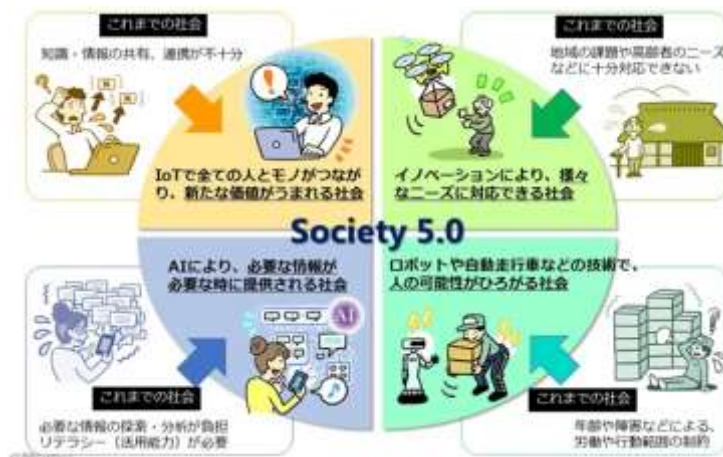 これまでの社会
知識・情報の共有、連携が不十分
IoTで全ての人とモノがつなが
り、新たな価値がうまれる社会
これまでの社会
地域の課題や高齢者のニーズ
などに十分対応できない
イノベーションにより、様々
なニーズに対応できる社会
Society 5.0
AIにより、必要な情報が
必要な時に提供される社会
AI
これまでの社会
必要な情報の探索・分析が負担
リテラシー（活用能力）が必要
ロボットや自動走行車などの技術で、
人の可能性がひろがる社会
これまでの社会
年齢や障害などによる、
労働や行動範囲の制約